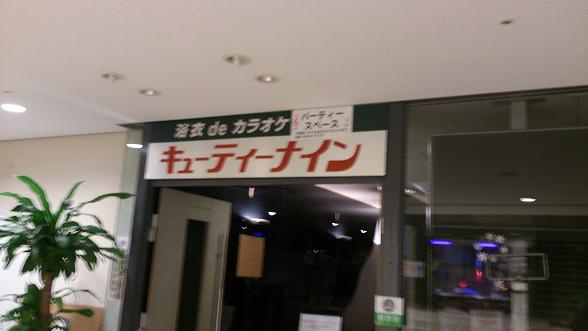 浴衣 de カラオケ
パーティー
スペース
キューティーナイン